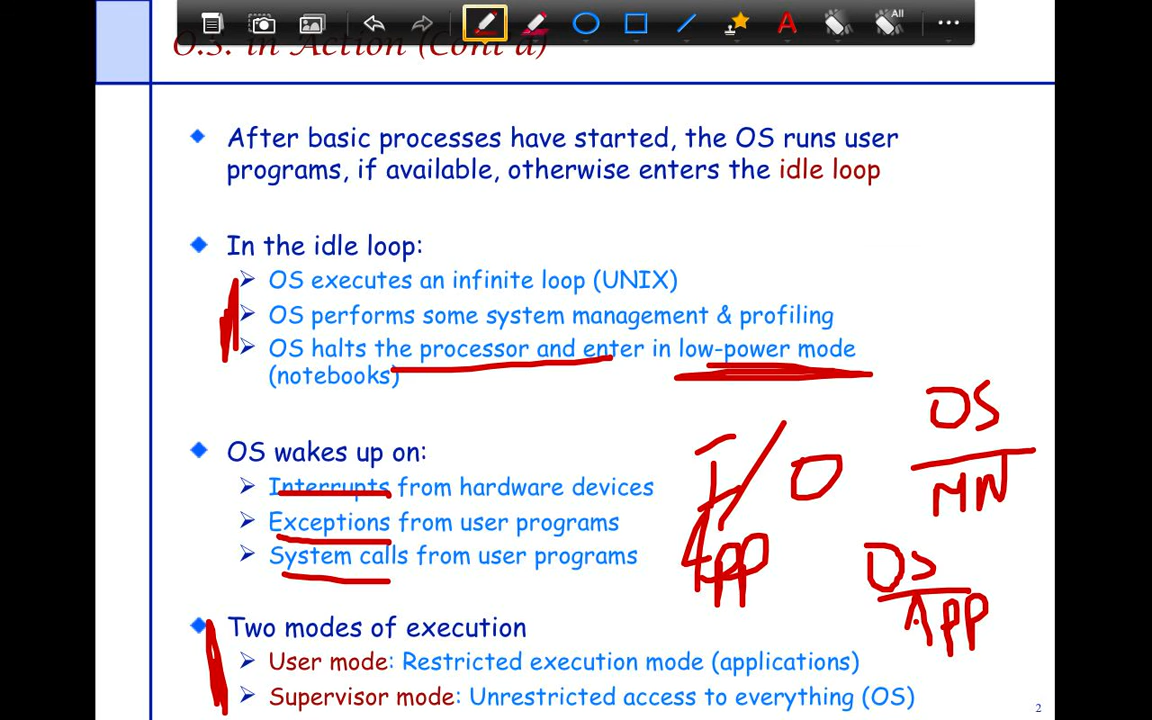 O.S. in Action (Cont'd)
After basic processes have started, the OS runs user
programs, if available, otherwise enters the idle loop
In the idle loop:
OS executes an infinite loop (UNIX)
OS performs some system management & profiling
OS halts the processor and enter in low-power mode
(notebooks)
OS wakes up on:
Interrupts from hardware devices
Exceptions from user programs
System calls from user programs
I/O
APP
OS
HW
OS
APP
Two modes of execution
User mode: Restricted execution mode (applications)
Supervisor mode: Unrestricted access to everything (OS)
2
A
All